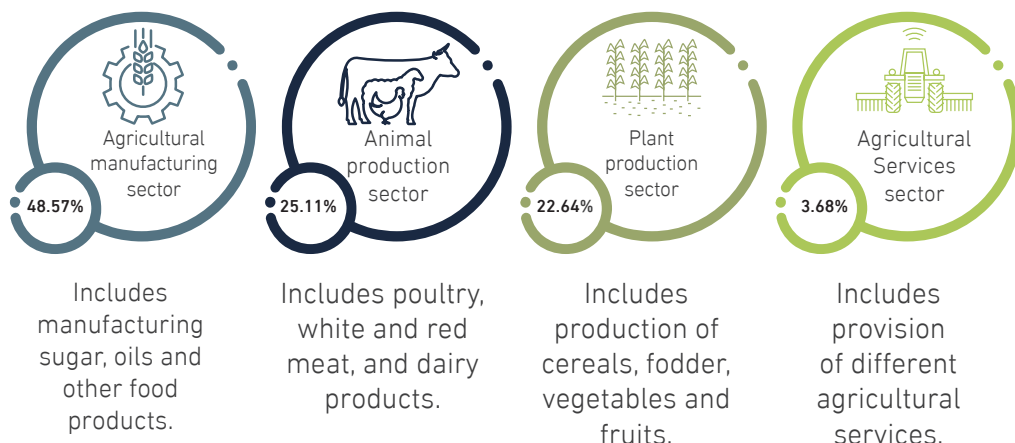 Agricultural
manufacturing
sector
48.57%
Includes
manufacturing
sugar, oils and
other food
products.
Animal
production
sector
25.11%
Includes poultry,
white and red
meat, and dairy
products.
Plant
production
sector
22.64%
Includes
production of
cereals, fodder,
vegetables and
fruits.
Agricultural
Services
sector
3.68%
Includes
provision
of different
agricultural
services.